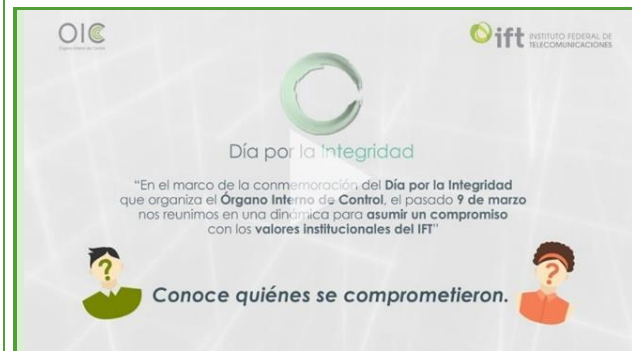 OIC
Órgano Interno de Control
ift INSTITUTO FEDERAL DE
TELECOMUNICACIONES
Día por la Integridad
"En el marco de la conmemoración del Día por la Integridad
que organiza el Órgano Interno de Control, el pasado 9 de marzo
nos reunimos en una dinámica para asumir un compromiso
con los valores institucionales del IFT"
?
?
Conoce quiénes se comprometieron.